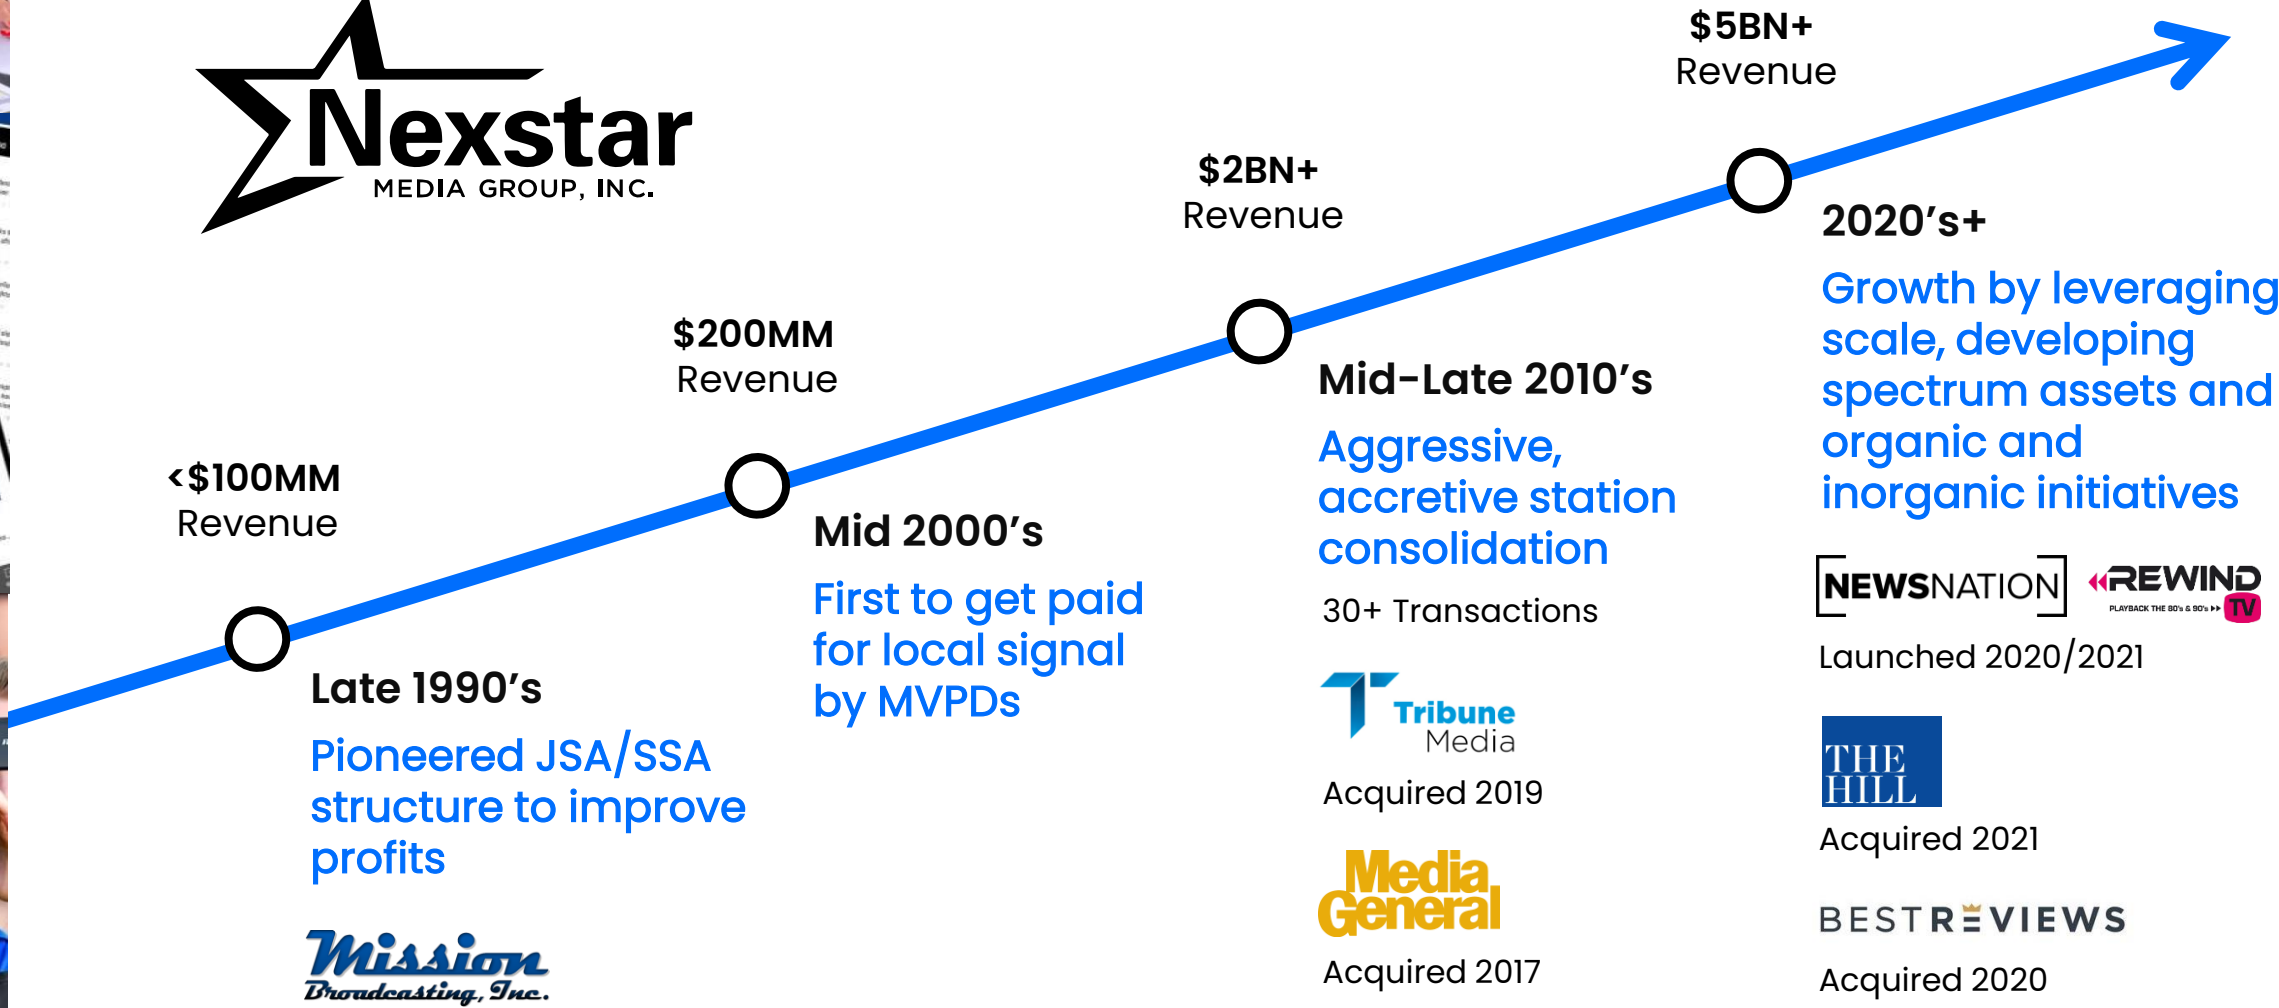 Nexstar
MEDIA GROUP, INC.
<$100MM
Revenue
Late 1990's
Pioneered JSA/SSA
structure to improve
profits
Mission
Broadcasting, Inc.
$200MM
Revenue
Mid 2000's
First to get paid
for local signal
by MVPDs
$2BN+
Revenue
Mid-Late 2010's
Aggressive,
accretive station
consolidation
30+ Transactions
Tribune
Media
Acquired 2019
Media
General
Acquired 2017
$5BN+
Revenue
2020's+
Growth by leveraging
scale, developing
spectrum assets and
organic and
inorganic initiatives
NEWSNATION
REWIND
PLAYBACK THE 80's & 90's
TV
Launched 2020/2021
THE
HILL
Acquired 2021
BESTREVIEWS
Acquired 2020